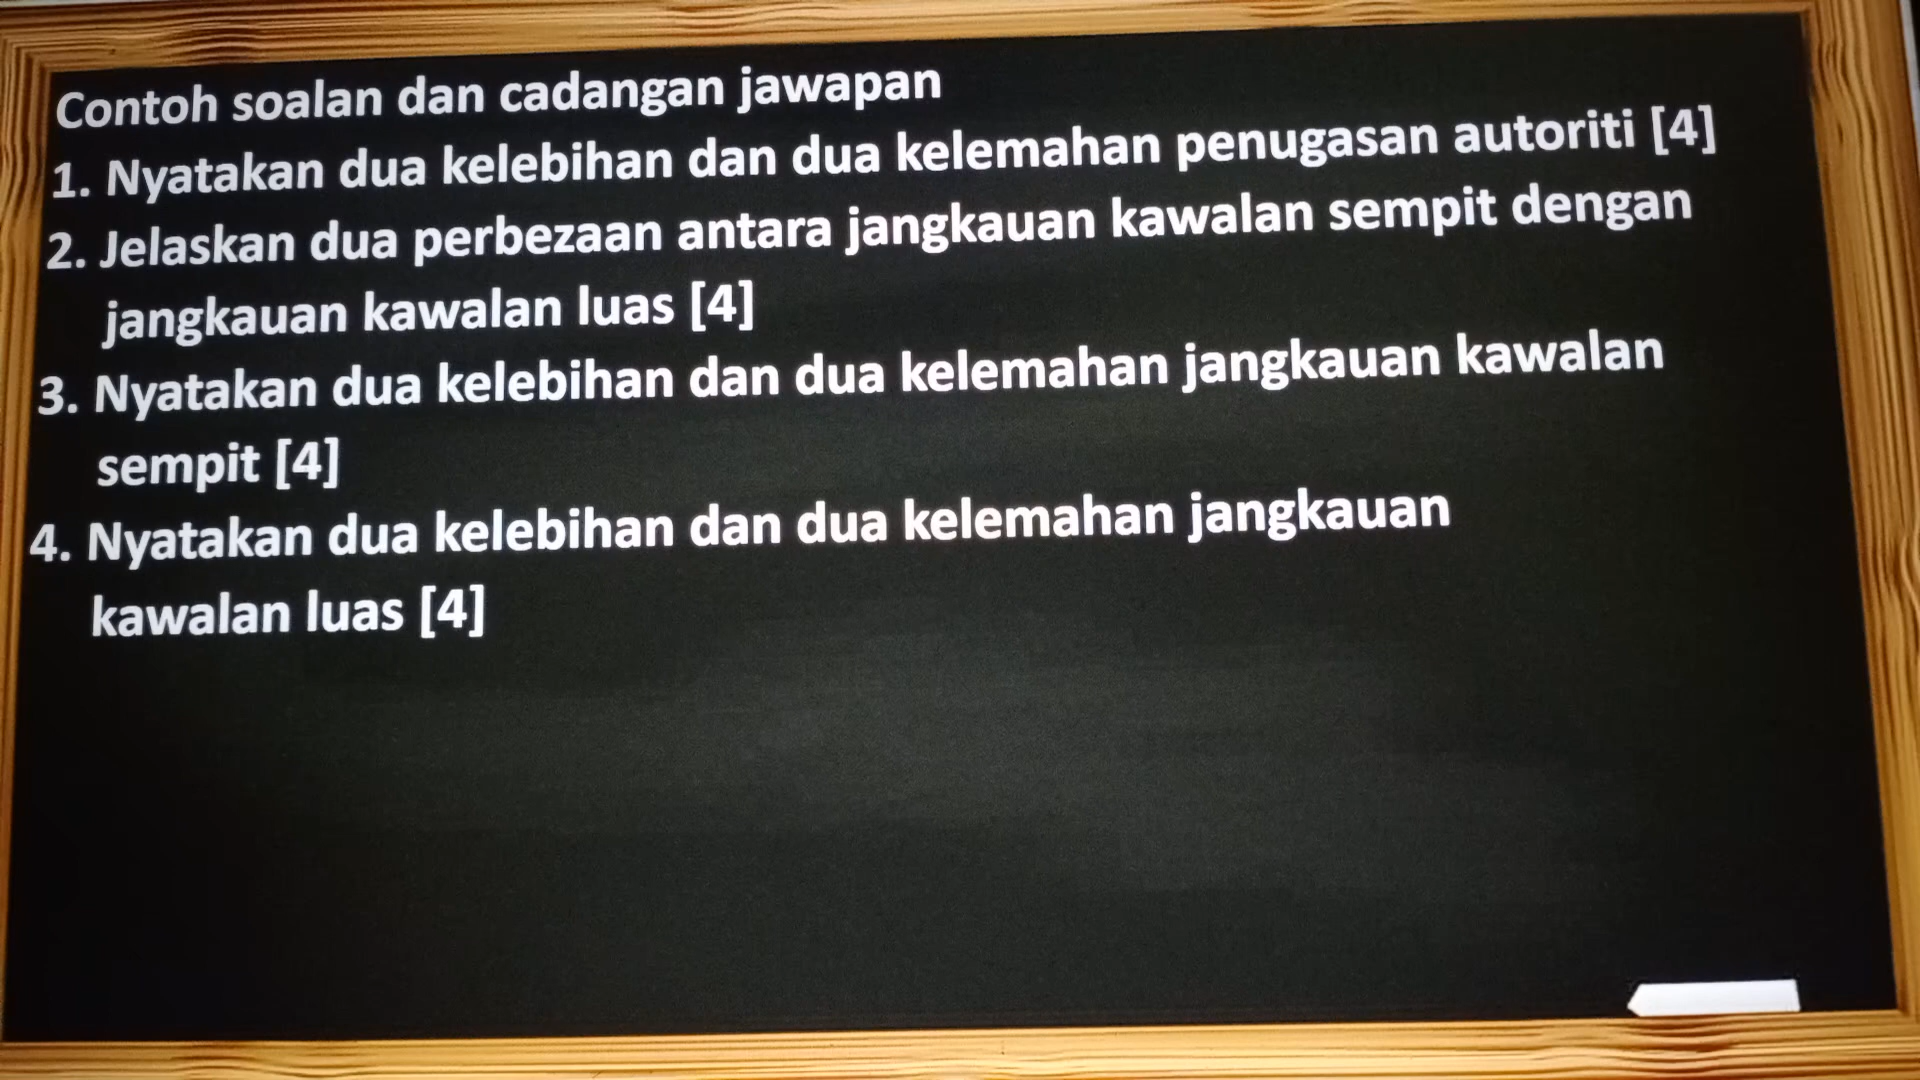 Contoh soalan dan cadangan jawapan
1. Nyatakan dua kelebihan dan dua kelemahan penugasan autoriti [4]
2. Jelaskan dua perbezaan antara jangkauan kawalan sempit dengan
jangkauan kawalan luas [4]
3. Nyatakan dua kelebihan dan dua kelemahan jangkauan kawalan
sempit [4]
4. Nyatakan dua kelebihan dan dua kelemahan jangkauan
kawalan luas [4]